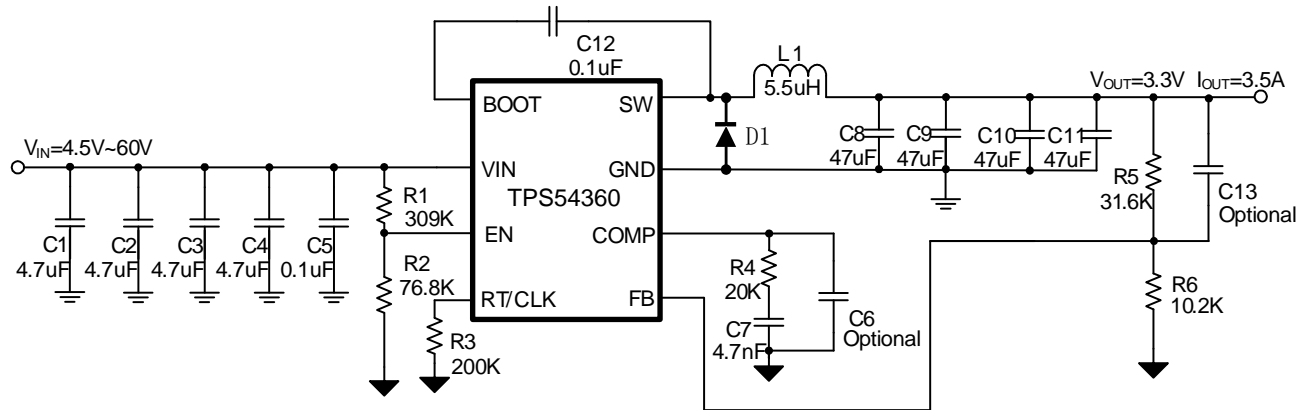 C12
0.1uF
L1
5.5uH
VOUT=3.3V IOUT=3.5A
BOOT
SW
D1
C8
47uF
C9
47uF
C10
47uF
C11
47uF
VIN=4.5V~60V
VIN
GND
TPS54360
R1
309K
R5
31.6K
C13
Optional
C1
4.7uF
C2
4.7uF
C3
4.7uF
C4
4.7uF
C5
0.1uF
EN
COMP
R2
76.8K
R4
20K
RT/CLK
FB
R6
10.2K
R3
200K
C7
4.7nF
C6
Optional